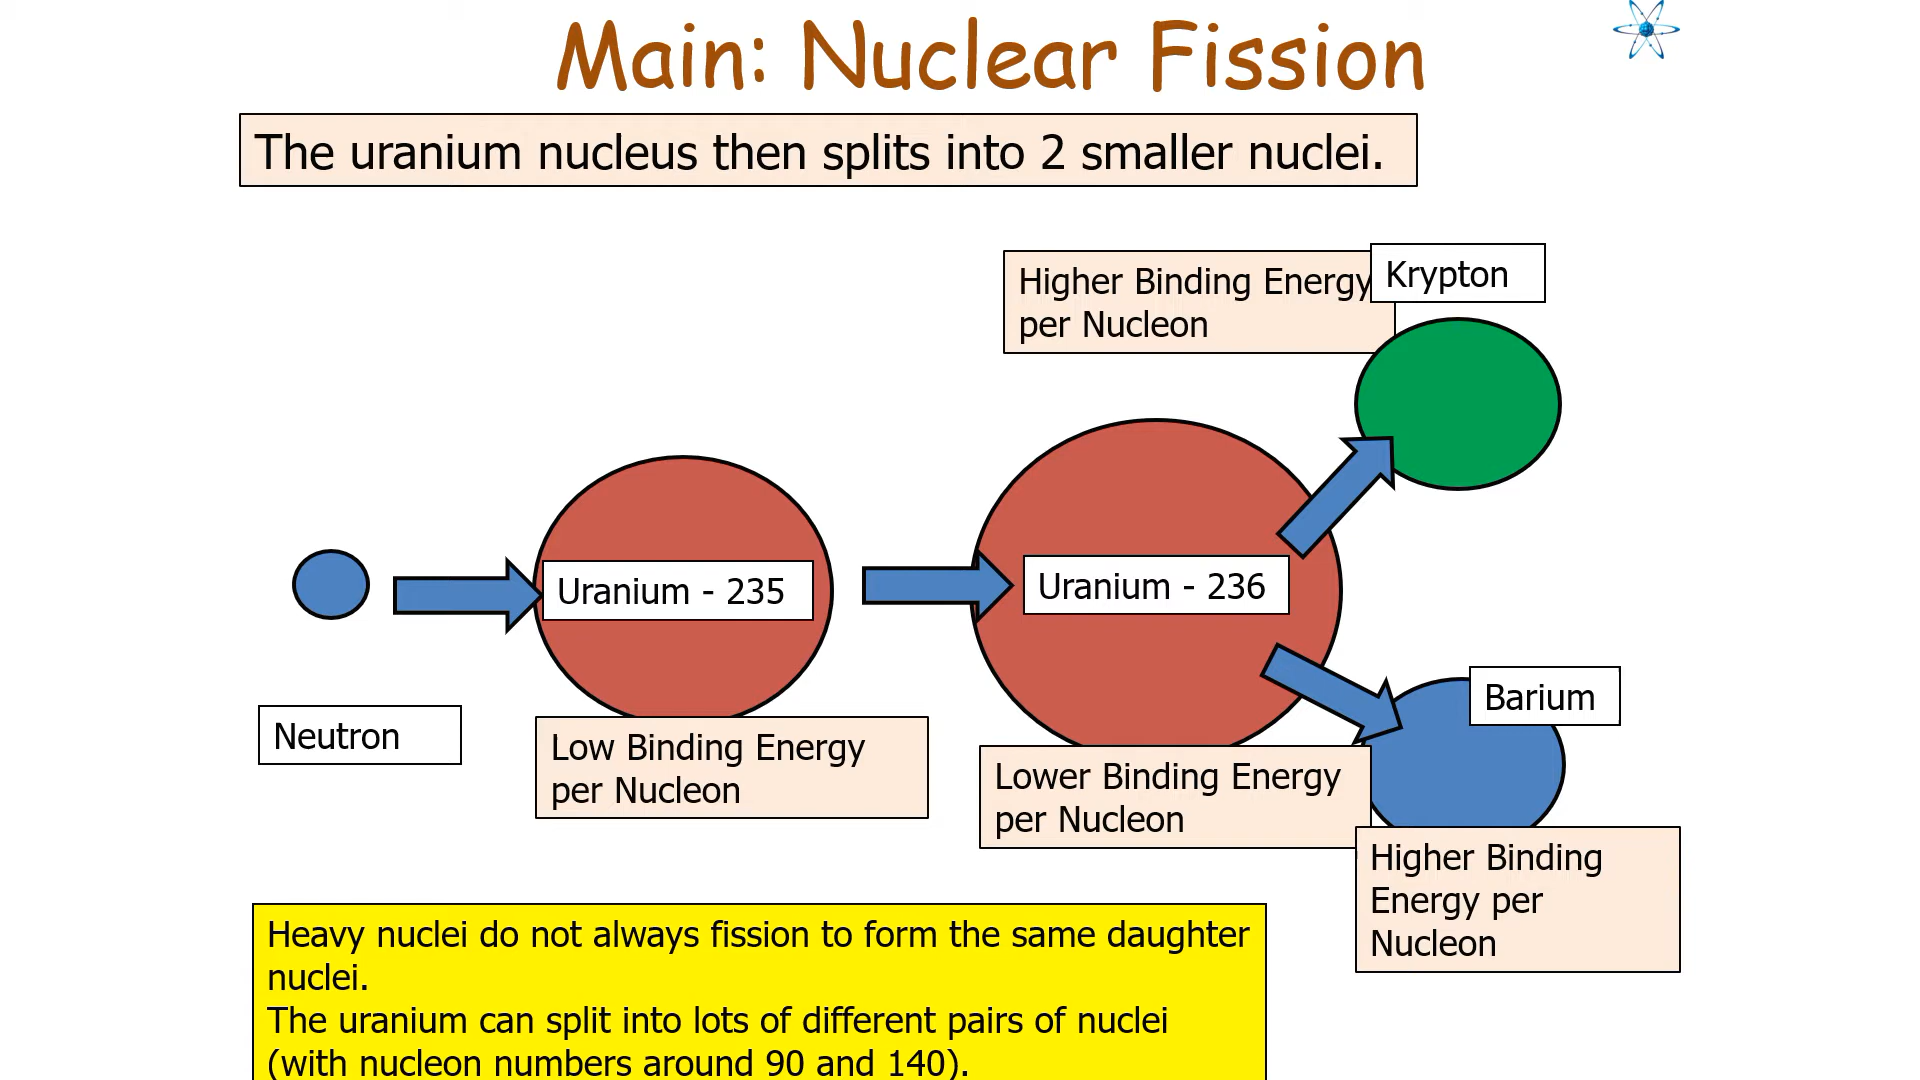 Main: Nuclear Fission
The uranium nucleus then splits into 2 smaller nuclei.
Higher Binding Energy
per Nucleon
Krypton
Uranium - 235
Uranium - 236
Neutron
Low Binding Energy
per Nucleon
Lower Binding Energy
per Nucleon
Barium
Higher Binding
Energy per
Nucleon
Heavy nuclei do not always fission to form the same daughter
nuclei.
The uranium can split into lots of different pairs of nuclei
(with nucleon numbers around 90 and 140).